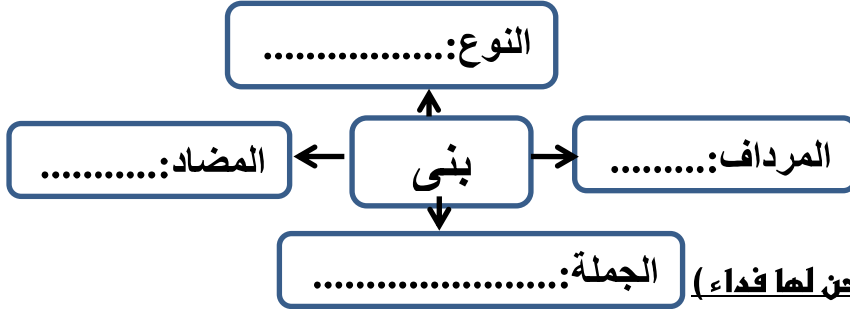 النوع:.................
المرداف:.........
بنى
المضاد:...........
الجملة:.......................
لها فداء )